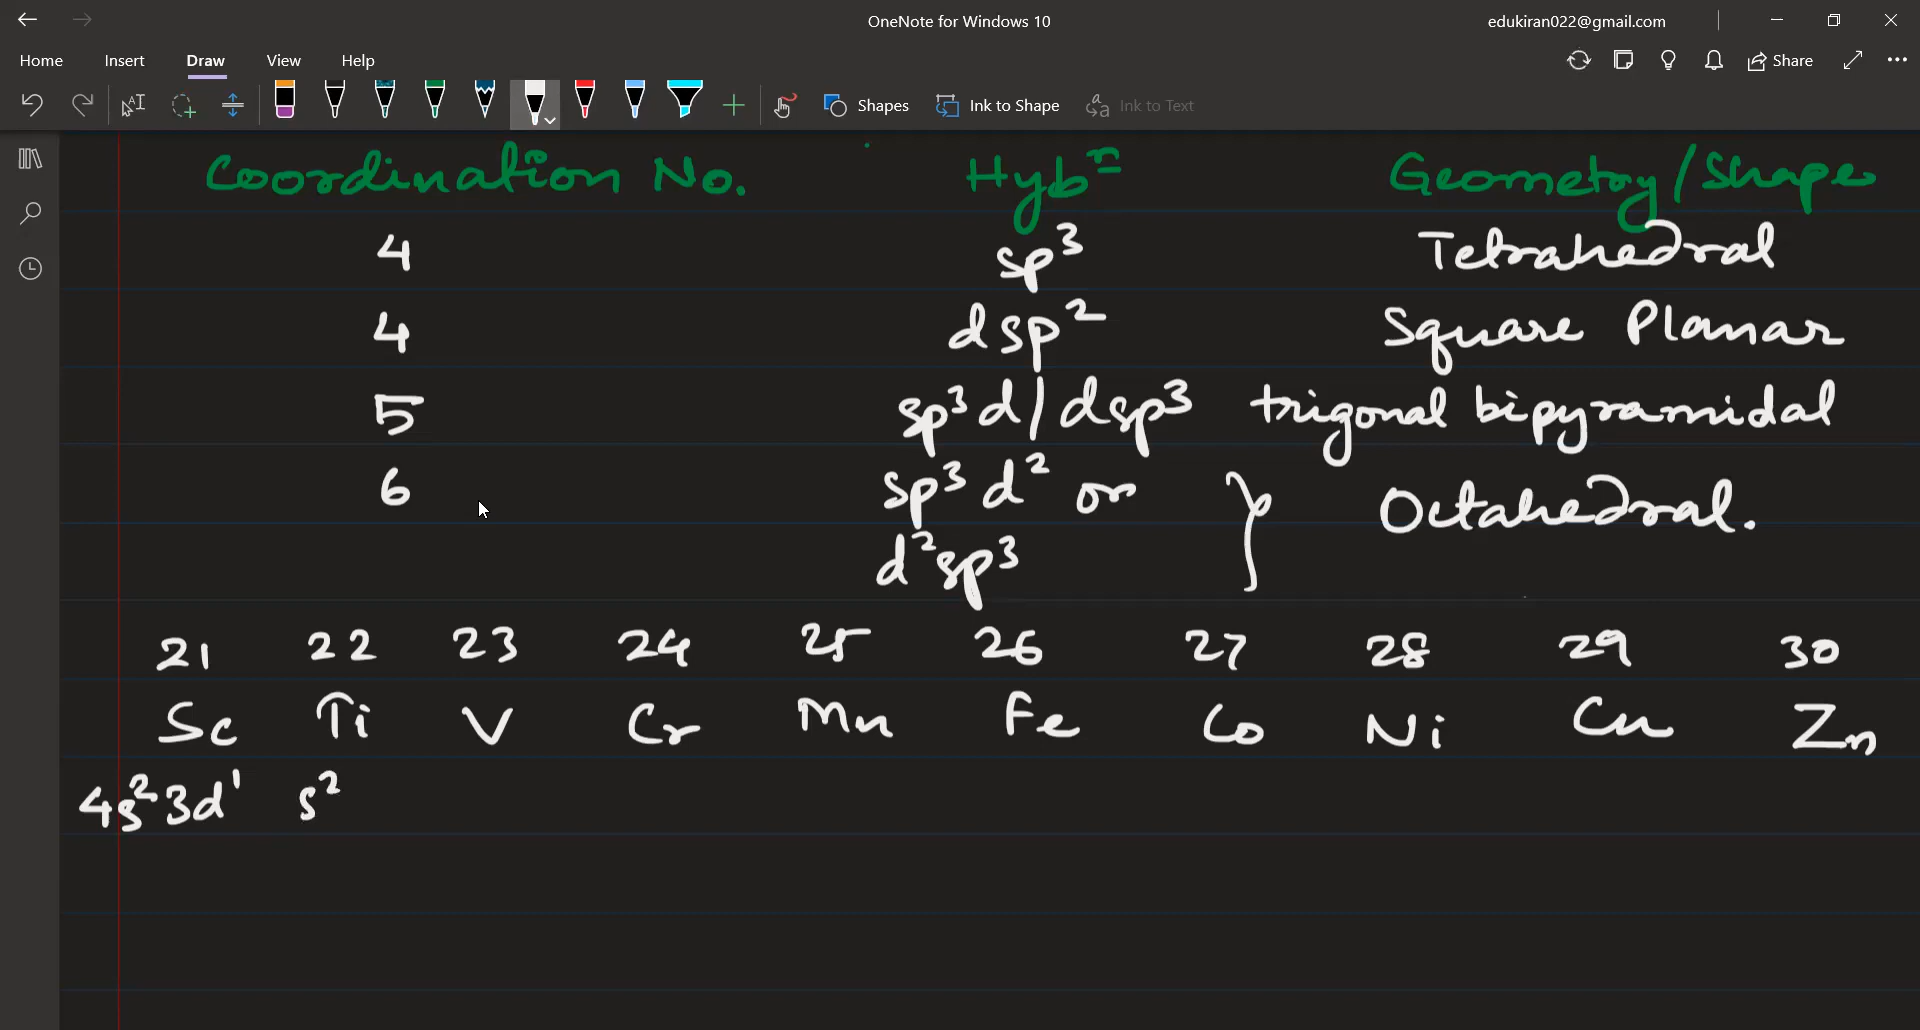 OneNote for Windows 10 edukiran022@gmail.com
Home Insert Draw View Help Share
Shapes Ink to Shape Ink to Text
Coordination No. Hybⁿ Geometry/Shape
4 sp³ Tetrahedral
4 dsp² Square Planar
5 sp³d/dsp³ trigonal bipyramidal
6 sp³d² or } Octahedral.
d²sp³
21 22 23 24 25 26 27 28 29 30
Sc Ti V Cr Mn Fe Co Ni Cu Zn
4s²3d¹ s²